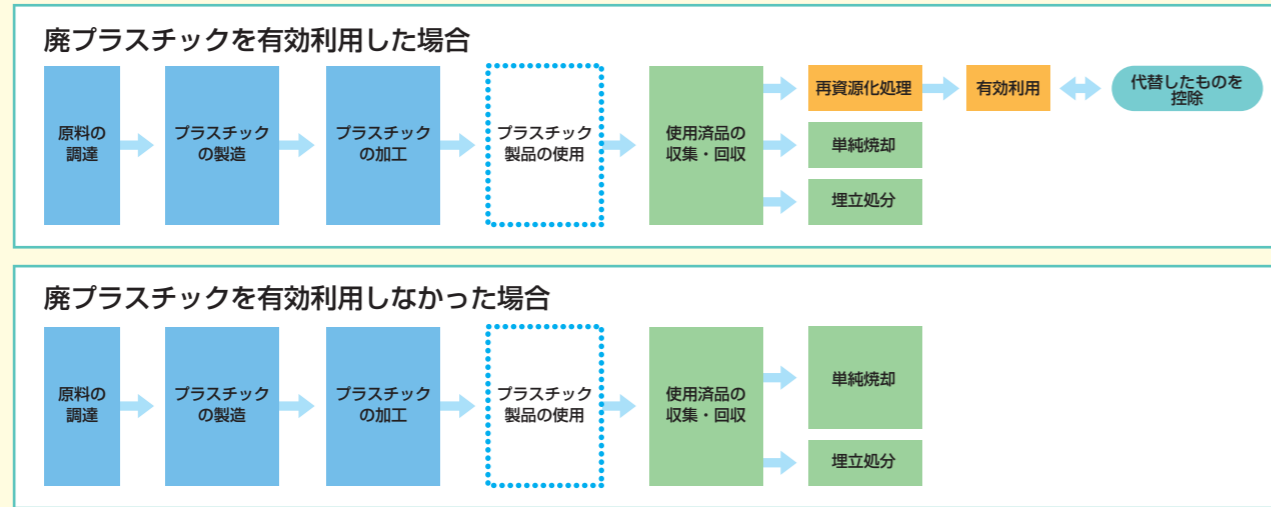 廃プラスチックを有効利用した場合
原料の
調達
プラスチック
の製造
プラスチック
の加工
プラスチック
製品の使用
使用済品の
収集・回収
再資源化処理
有効利用
代替したものを
控除
単純焼却
埋立処分
廃プラスチックを有効利用しなかった場合
原料の
調達
プラスチック
の製造
プラスチック
の加工
プラスチック
製品の使用
使用済品の
収集・回収
単純焼却
埋立処分